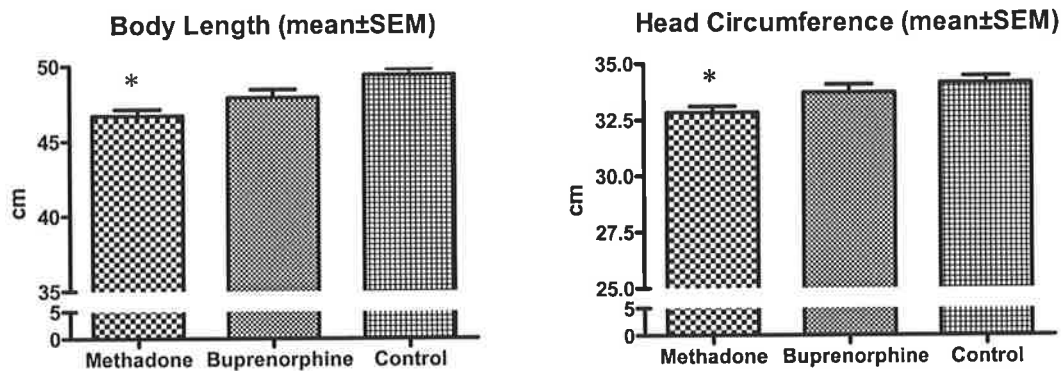 Body Length (mean±SEM)
50
45
40
35
5
0
cm
*
Methadone Buprenorphine Control
Head Circumference (mean±SEM)
35.0
32.5
30.0
27.5
25.0
5
0
cm
*
Methadone Buprenorphine Control